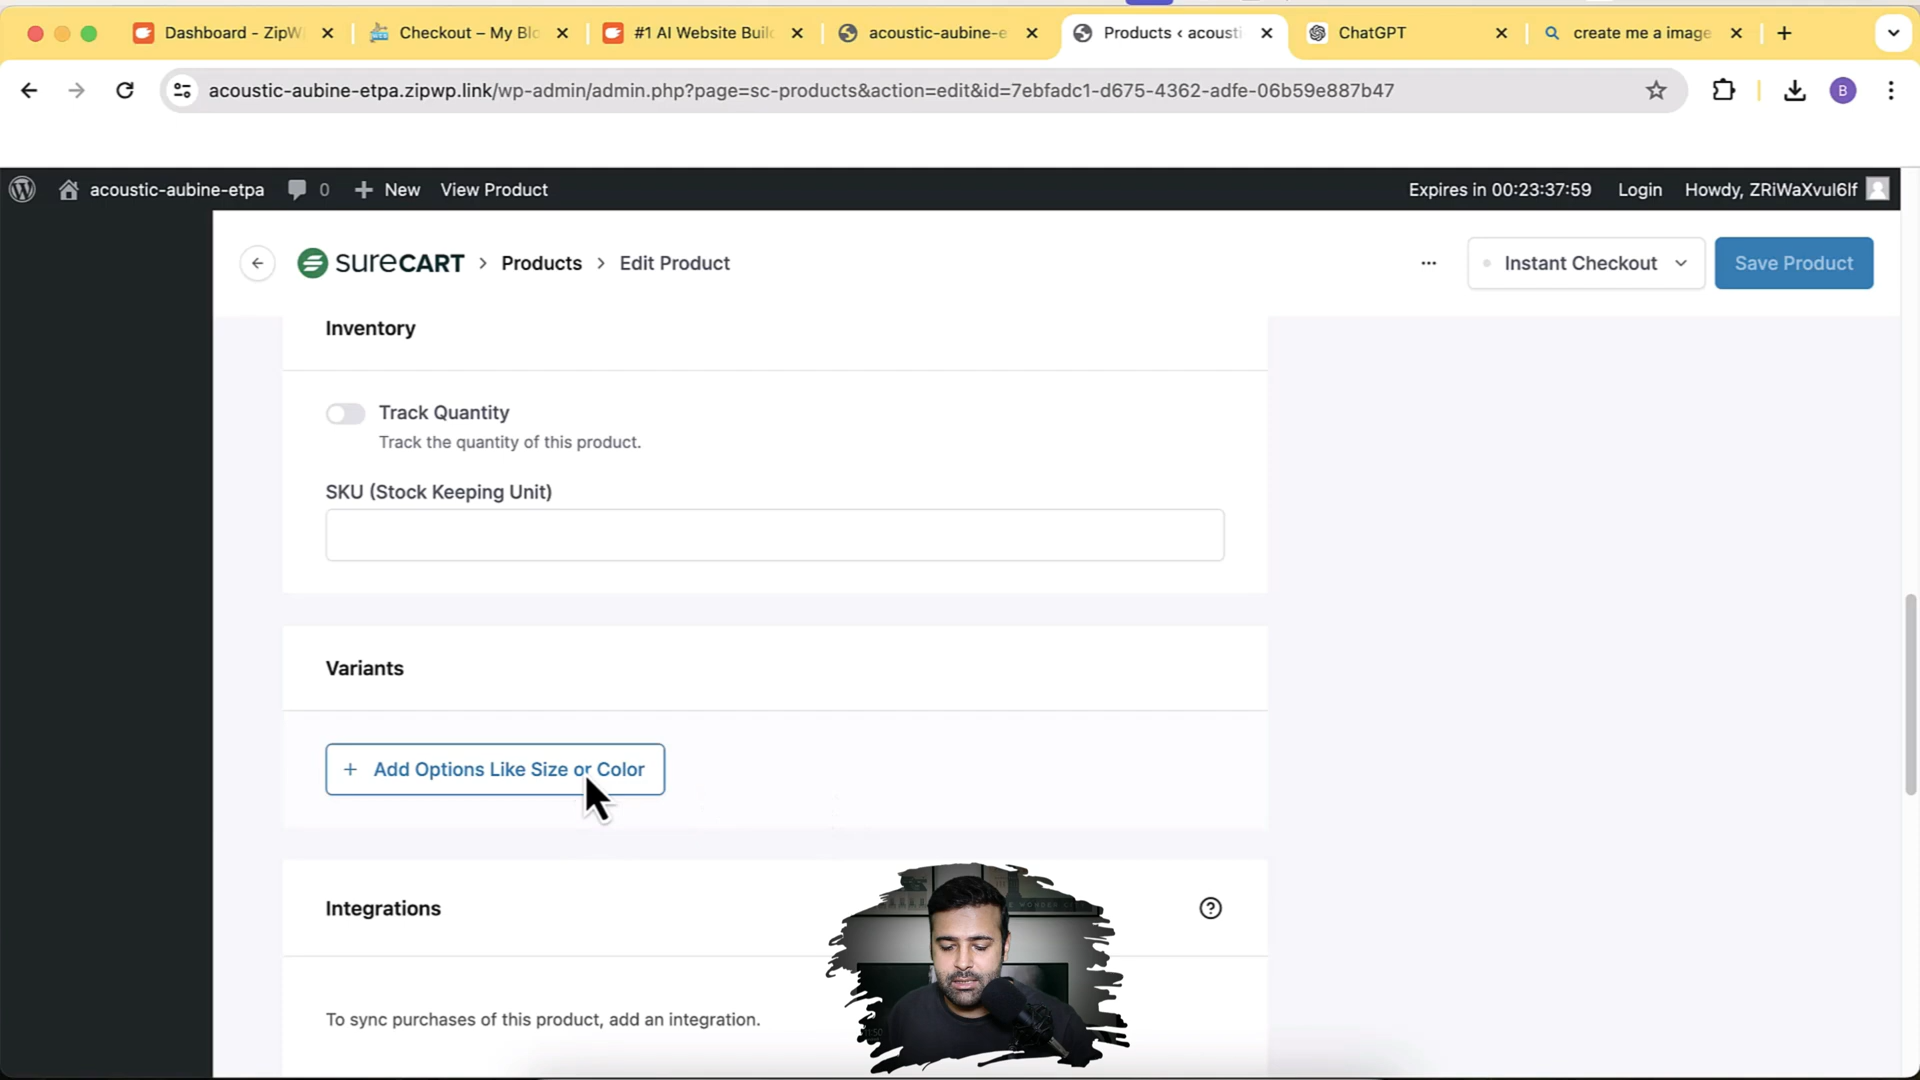 Dashboard - ZipW
Checkout – My Blo
#1 AI Website Buil
acoustic-aubine-e
Products ‹ acousti
ChatGPT
create me a image
acoustic-aubine-etpa.zipwp.link/wp-admin/admin.php?page=sc-products&action=edit&id=7ebfadc1-d675-4362-adfe-06b59e887b47
B
acoustic-aubine-etpa
0
New
View Product
Expires in 00:23:37:59
Login
Howdy, ZRiWaXvul6lf
SURECART
Products
Edit Product
Instant Checkout
Save Product
Inventory
Track Quantity
Track the quantity of this product.
SKU (Stock Keeping Unit)
Variants
+ Add Options Like Size or Color
Integrations
To sync purchases of this product, add an integration.